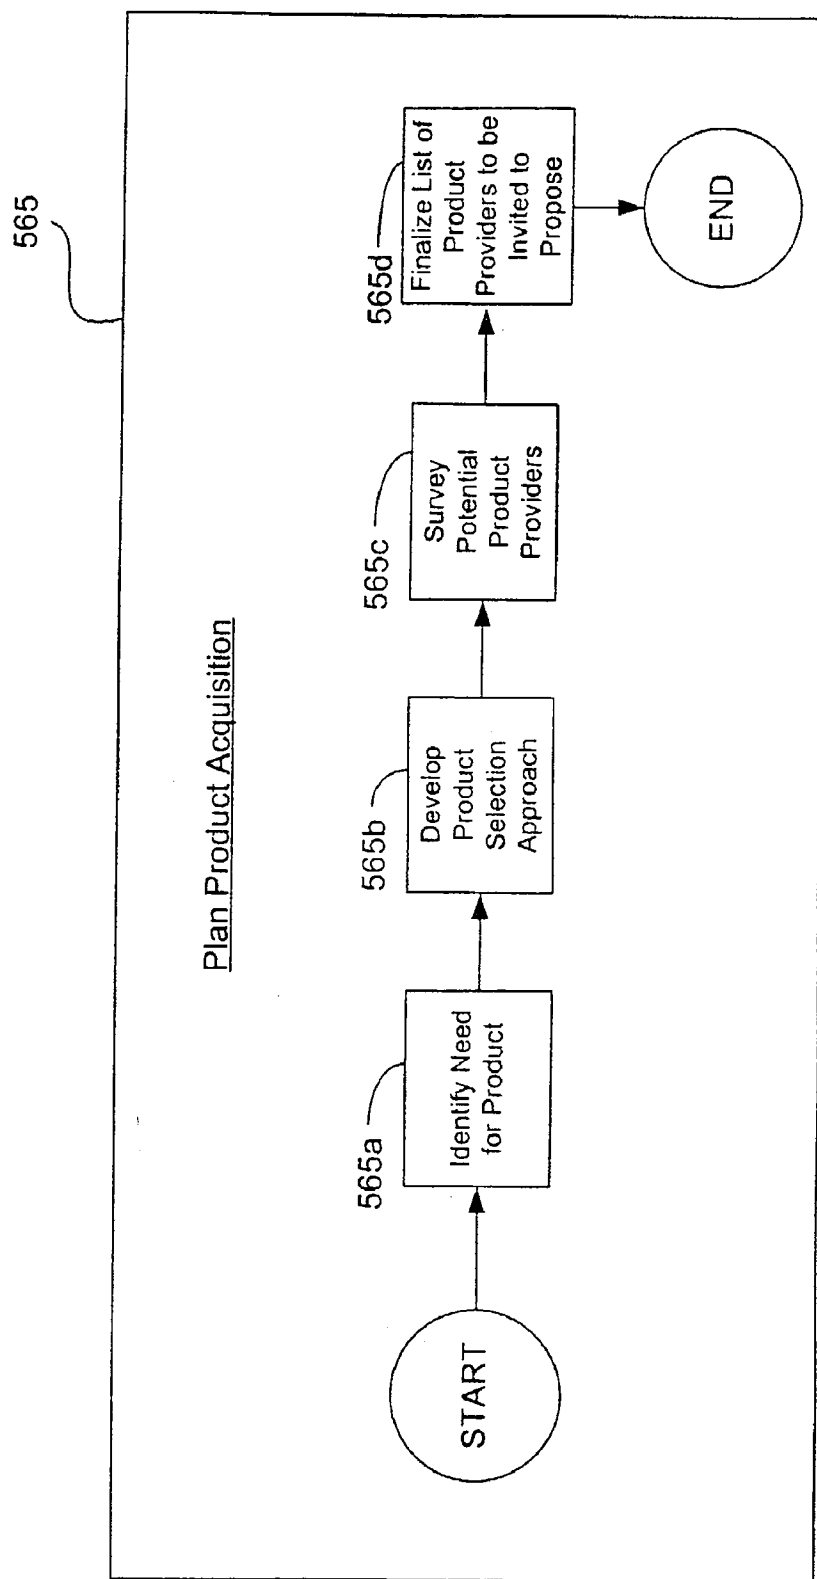 565
Plan Product Acquisition
START
565a
Identify Need
for Product
565b
Develop
Product
Selection
Approach
565c
Survey
Potential
Product
Providers
565d
Finalize List of
Product
Providers to be
Invited to
Propose
END